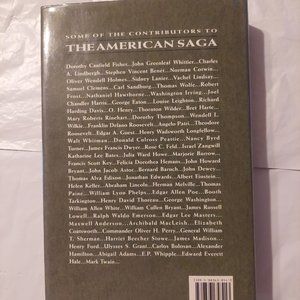 SOME OF THE CONTRIBUTORS TO
THE AMERICAN SAGA
Dorothy Canfield Fisher, John Greenleaf Whittier, Charles
A. Lindbergh, Stephen Vincent Benét, Norman Corwin,
Oliver Wendell Holmes, Sidney Lanier, Vachel Lindsay,
Samuel Clemens, Carl Sandburg, Thomas Wolfe, Robert
Frost, Nathaniel Hawthorne, Washington Irving, Joel
Chandler Harris, George Eaton, Louise Leighton, Richard
Harding Davis, O. Henry, Thornton Wilder, Bret Harte,
Mary Roberts Rinehart, Dorothy Thompson, Wendell L.
Wilkie, Franklin Delano Roosevelt, Angelo Patri, Theodore
Roosevelt, Edgar A. Guest, Henry Wadsworth Longfellow,
Walt Whitman, Donald Culross Peattie, Nancy Byrd
Turner, James Francis Dwyer, Rose C. Feld, Israel Zangwill
Katharine Lee Bates, Julia Ward Howe, Marjorie Barrows,
Francis Scott Key, Felicia Dorothea Hemans, John Howard
Bryant, John Jacob Astor, Bernard Baruch, John Dewey,
Thomas Alva Edison, Jonathan Edwards, Albert Einstein,
Helen Keller, Abraham Lincoln, Herman Melville, Thomas
Paine, William Lyon Phelps, Edgar Allen Poe, Booth
Tarkington, Henry David Thoreau, George Washington,
William Allen White, William Cullen Bryant, James Russell
Lowell, Ralph Waldo Emerson, Edgar Lee Masters,
Maxwell Anderson, Archibald MacLeish, Elizabeth
Coatsworth, Commander Oliver H. Perry, General William
T. Sherman, Harriet Beecher Stowe, James Madison,
Henry Ford, Ulysses S. Grant, Carlos Bulosan, Alexander
Hamilton, Abigail Adams, E.P. Whipple, Edward Everett
Hale, Mark Twain,